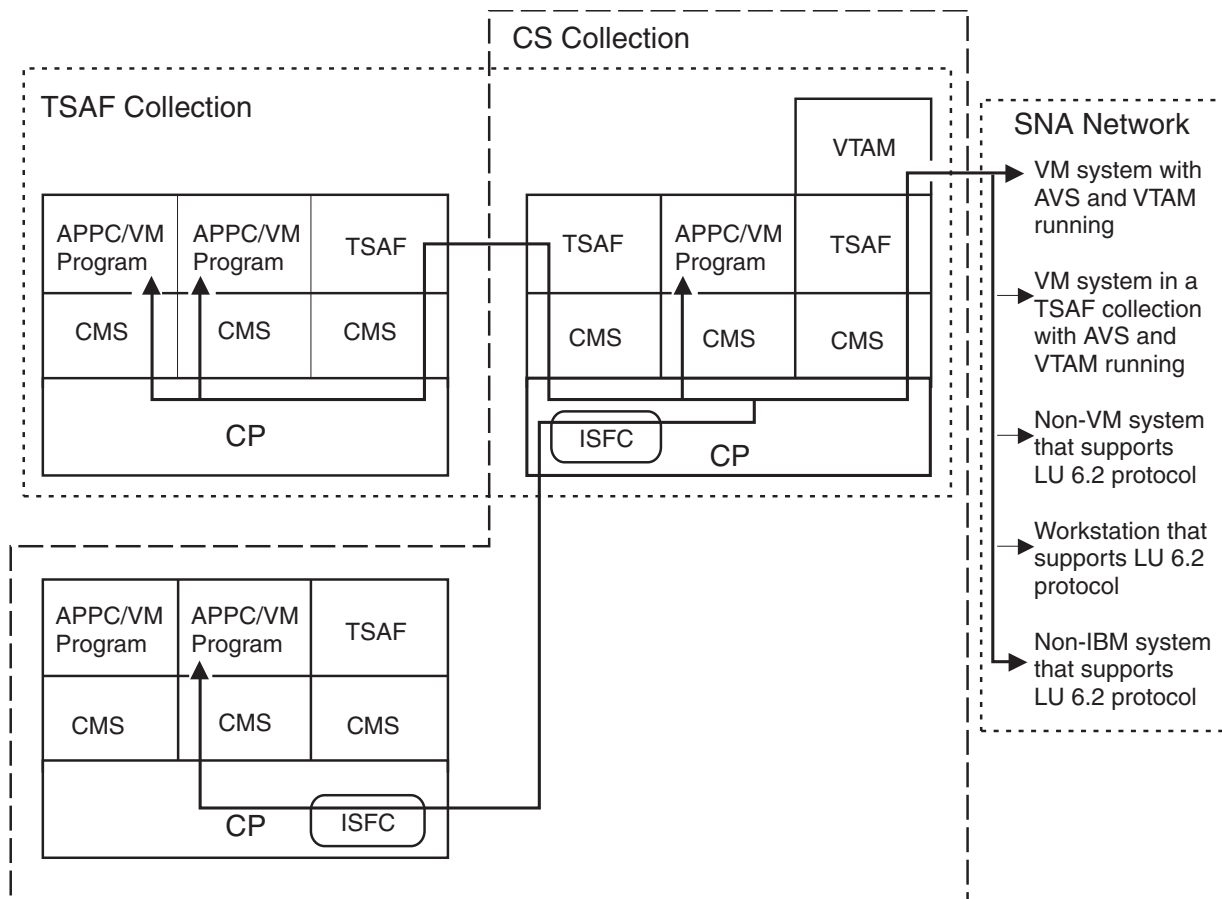 CS Collection
TSAF Collection
VTAM
APPC/VM
Program
APPC/VM
Program
TSAF
CMS
CMS
CMS
CP
TSAF
APPC/VM
Program
TSAF
CMS
CMS
CMS
ISFC
CP
SNA Network
VM system with
AVS and VTAM
running
VM system in a
TSAF collection
with AVS and
VTAM running
Non-VM system
that supports
LU 6.2 protocol
Workstation that
supports LU 6.2
protocol
Non-IBM system
that supports
LU 6.2 protocol
APPC/VM
Program
APPC/VM
Program
TSAF
CMS
CMS
CMS
CP
ISFC